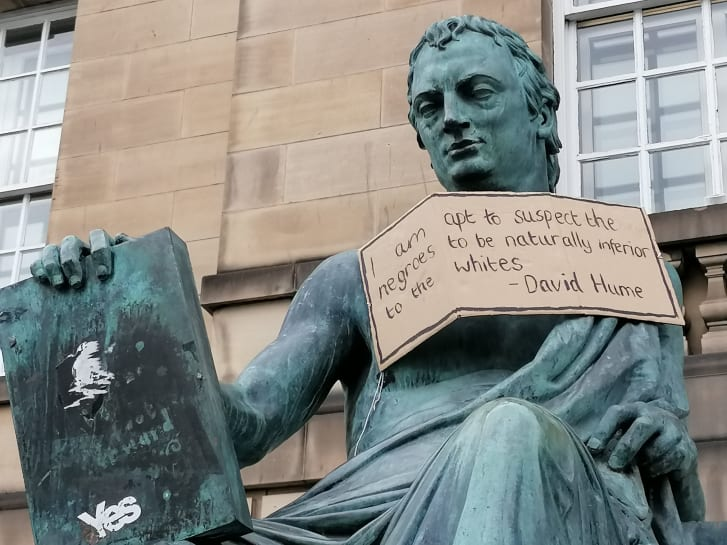 I am apt to suspect the
negroes to be naturally inferior
to the whites
- David Hume
Yes